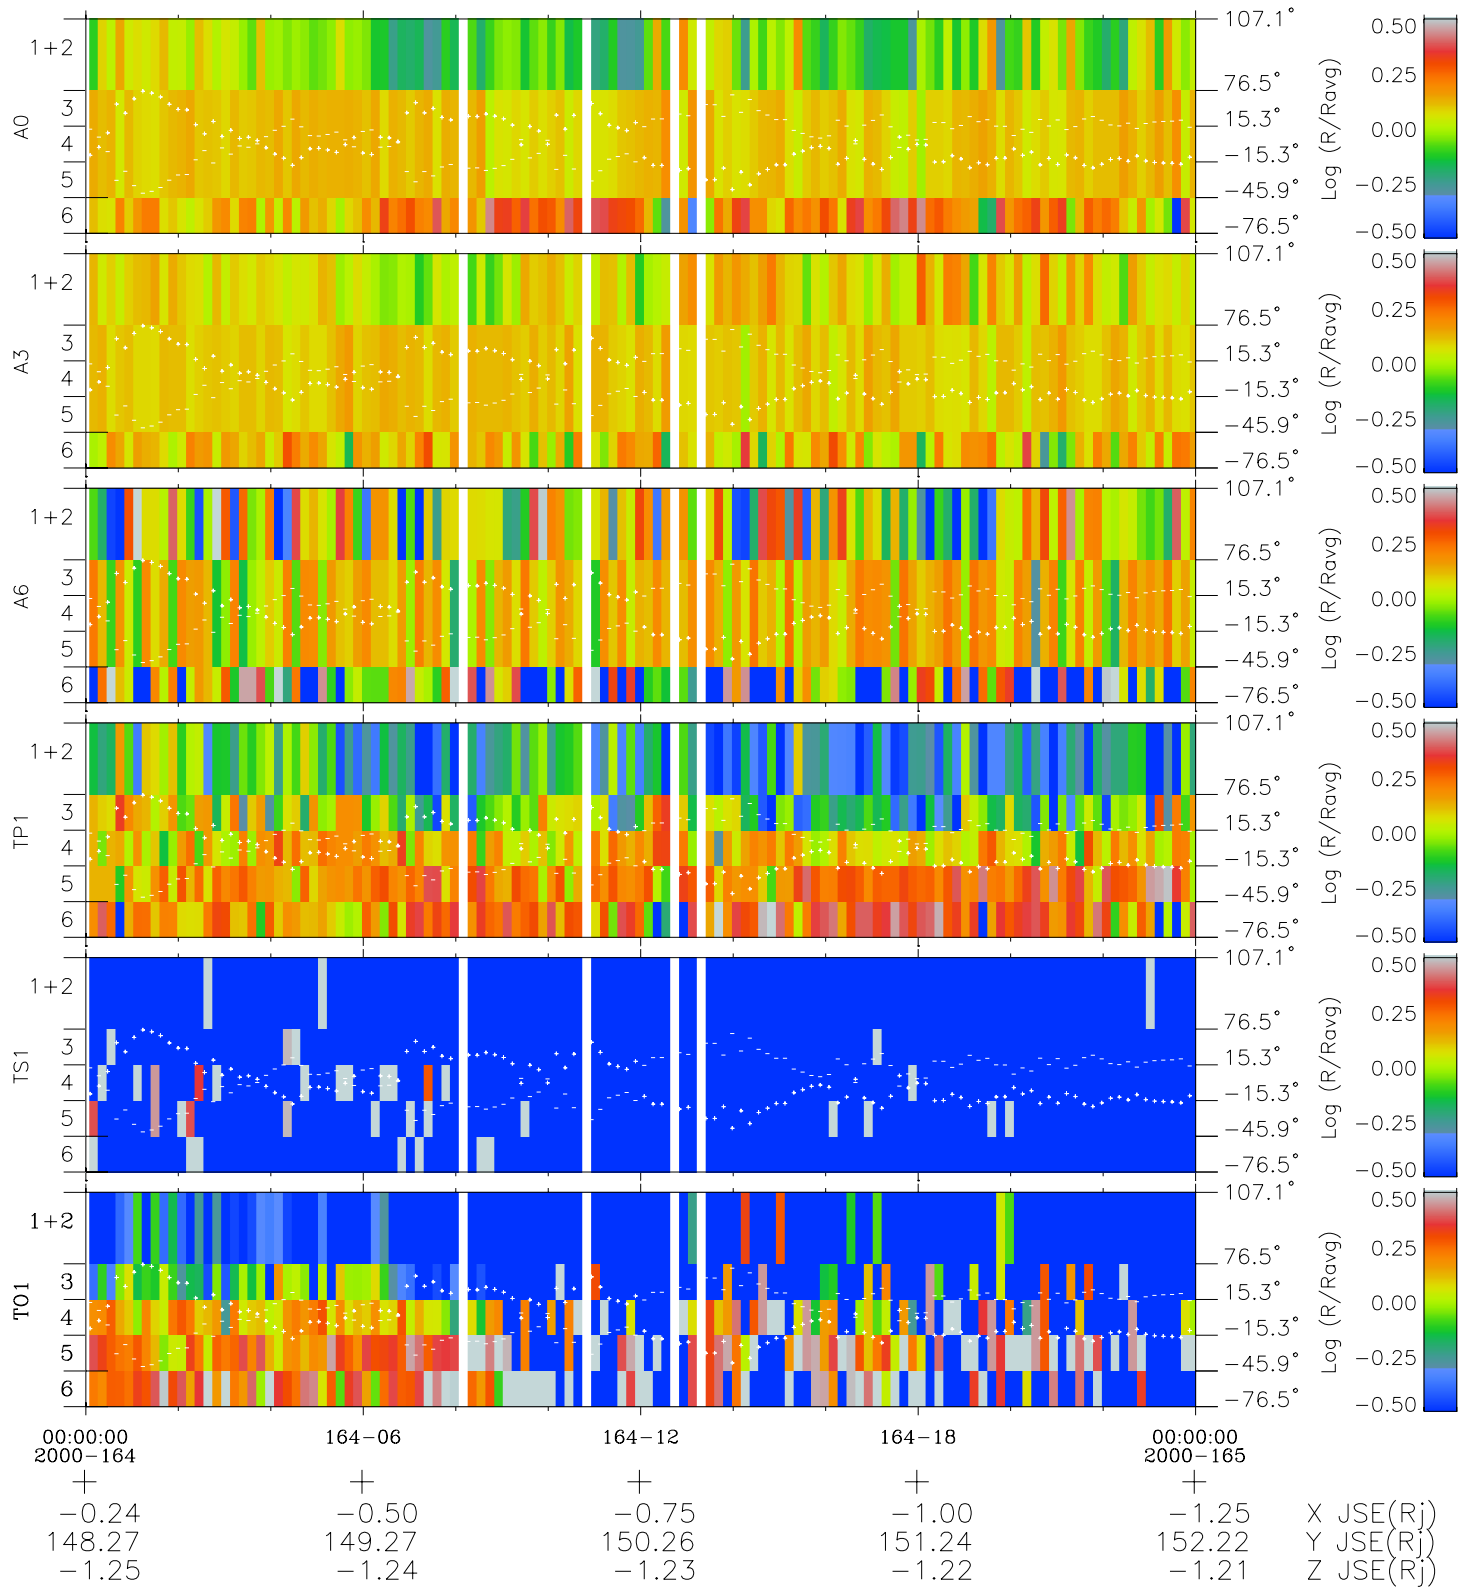 A0 1+2 3 4 5 6 107.1° 76.5° 15.3° −15.3° −45.9° −76.5° Log (R/Ravg) 0.50 0.25 0.00 −0.25 −0.50
A3 1+2 3 4 5 6 107.1° 76.5° 15.3° −15.3° −45.9° −76.5° Log (R/Ravg) 0.50 0.25 0.00 −0.25 −0.50
A6 1+2 3 4 5 6 107.1° 76.5° 15.3° −15.3° −45.9° −76.5° Log (R/Ravg) 0.50 0.25 0.00 −0.25 −0.50
TP1 1+2 3 4 5 6 107.1° 76.5° 15.3° −15.3° −45.9° −76.5° Log (R/Ravg) 0.50 0.25 0.00 −0.25 −0.50
TS1 1+2 3 4 5 6 107.1° 76.5° 15.3° −15.3° −45.9° −76.5° Log (R/Ravg) 0.50 0.25 0.00 −0.25 −0.50
TO1 1+2 3 4 5 6 107.1° 76.5° 15.3° −15.3° −45.9° −76.5° Log (R/Ravg) 0.50 0.25 0.00 −0.25 −0.50
00:00:00 164−06 164−12 164−18 00:00:00
2000−164 2000−165
−0.24 −0.50 −0.75 −1.00 −1.25 X JSE(Rj)
148.27 149.27 150.26 151.24 152.22 Y JSE(Rj)
−1.25 −1.24 −1.23 −1.22 −1.21 Z JSE(Rj)